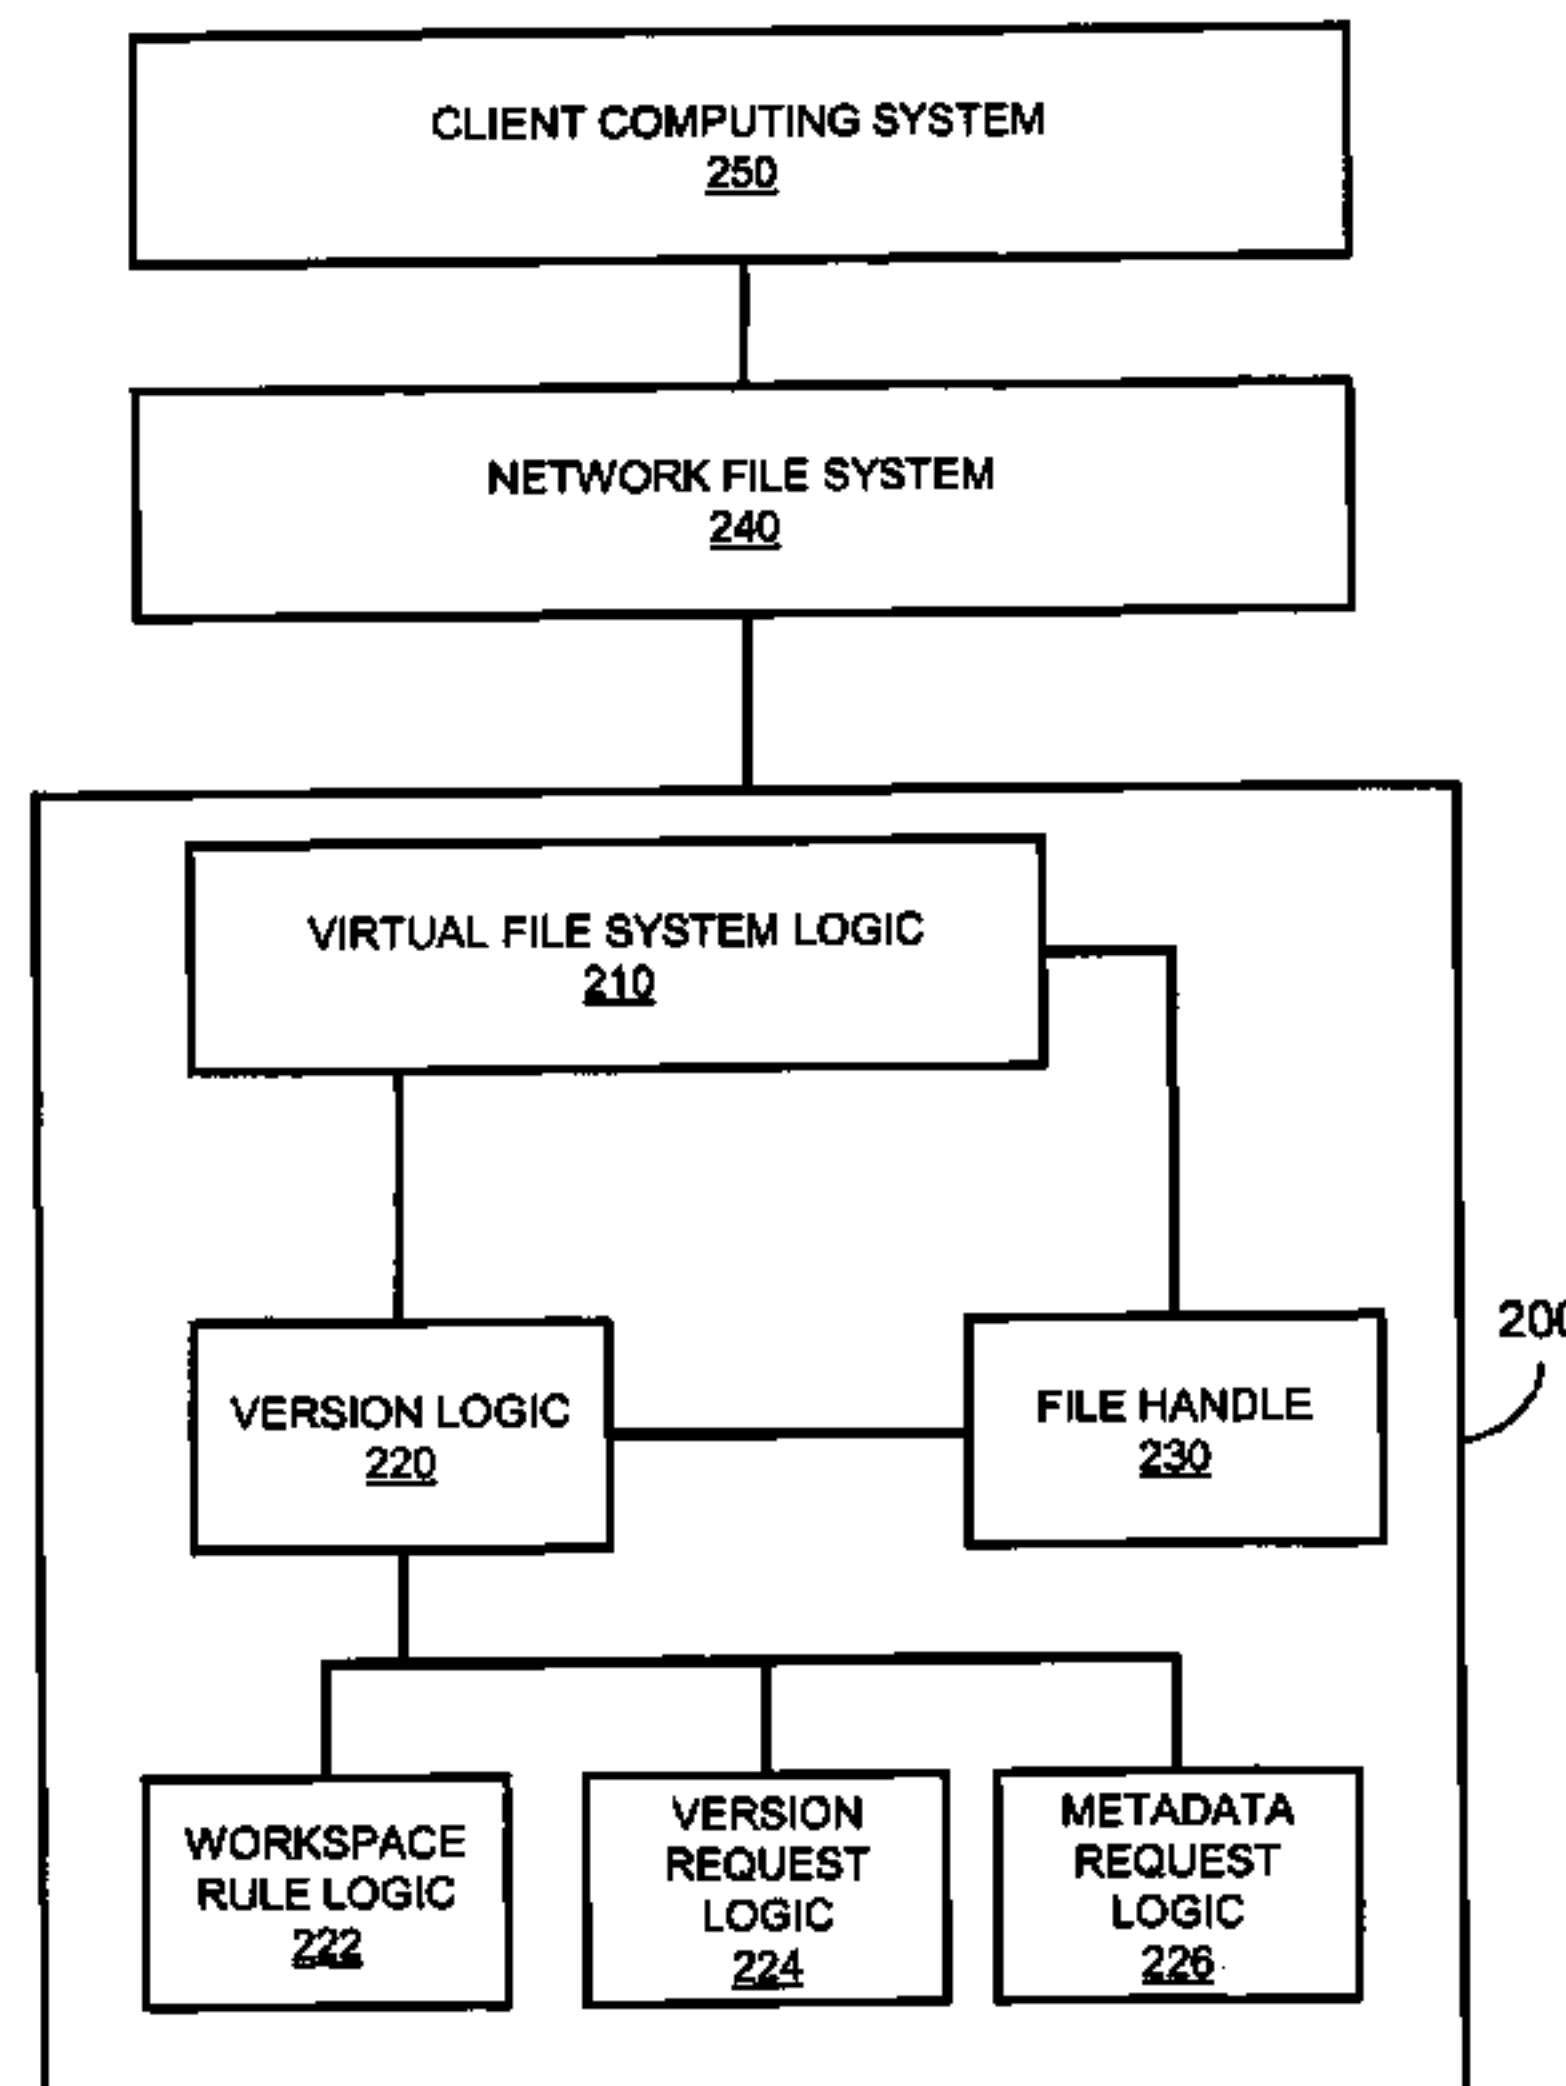 CLIENT COMPUTING SYSTEM
250
NETWORK FILE SYSTEM
240
VIRTUAL FILE SYSTEM LOGIC
210
VERSION LOGIC
220
FILE HANDLE
230
200
WORKSPACE
RULE LOGIC
222
VERSION
REQUEST
LOGIC
224
METADATA
REQUEST
LOGIC
226